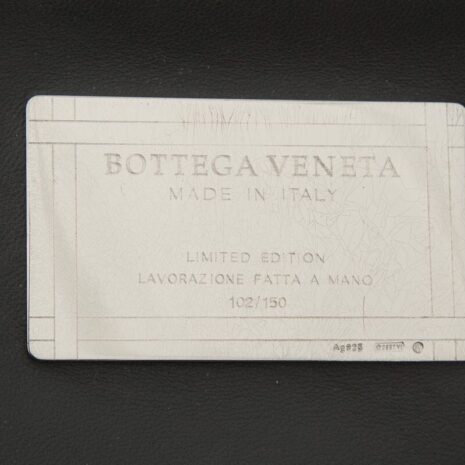 BOTTEGA VENETA
MADE IN ITALY
LIMITED EDITION
LAVORAZIONE FATTA A MANO
102/150
Ag925